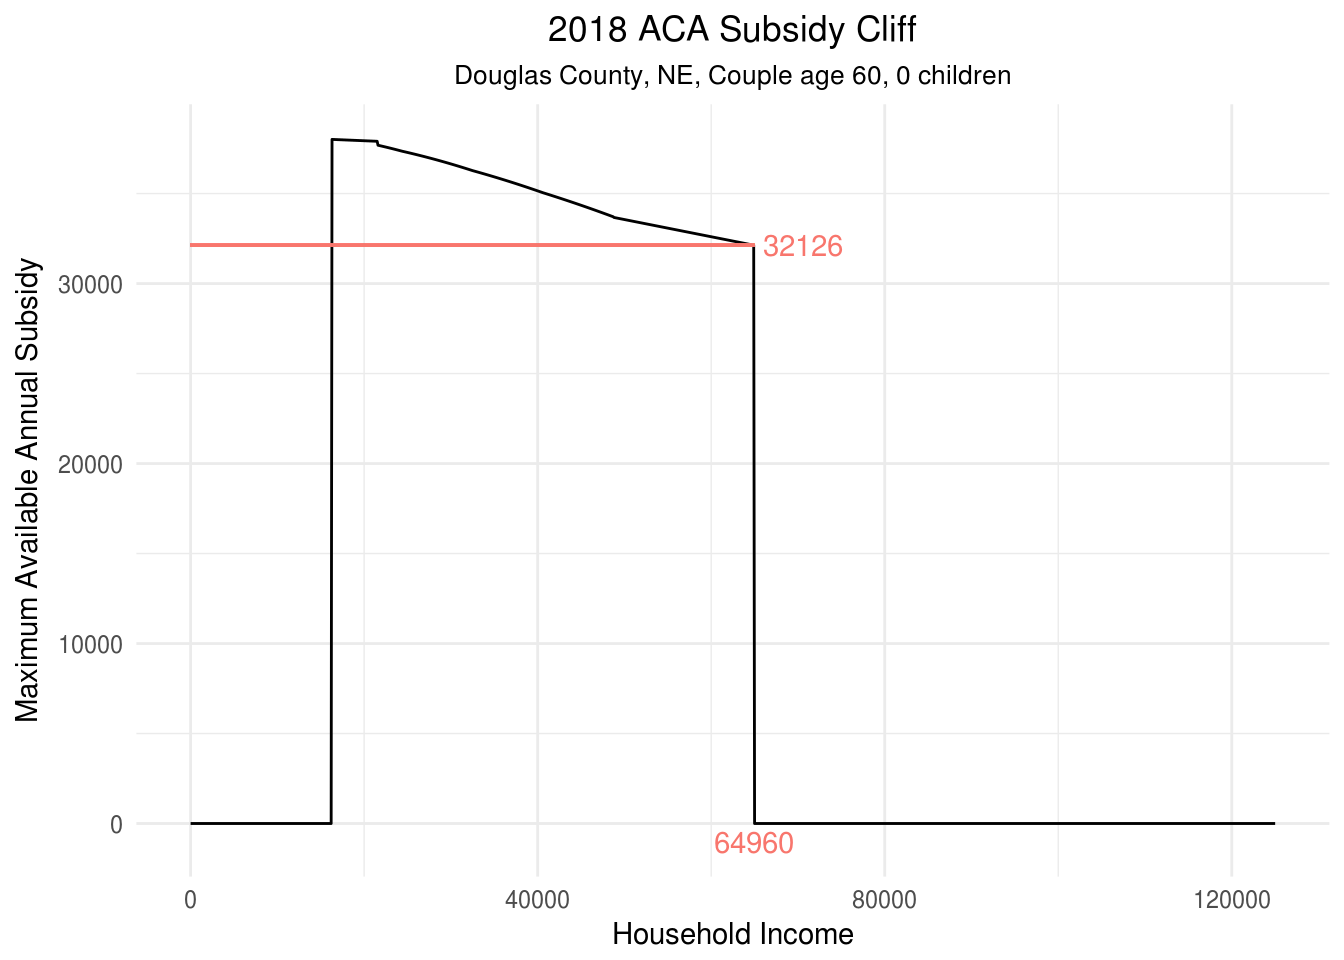 2018 ACA Subsidy Cliff
Douglas County, NE, Couple age 60, 0 children
Maximum Available Annual Subsidy
32126
30000
20000
10000
0
64960
0
40000
80000
120000
Household Income